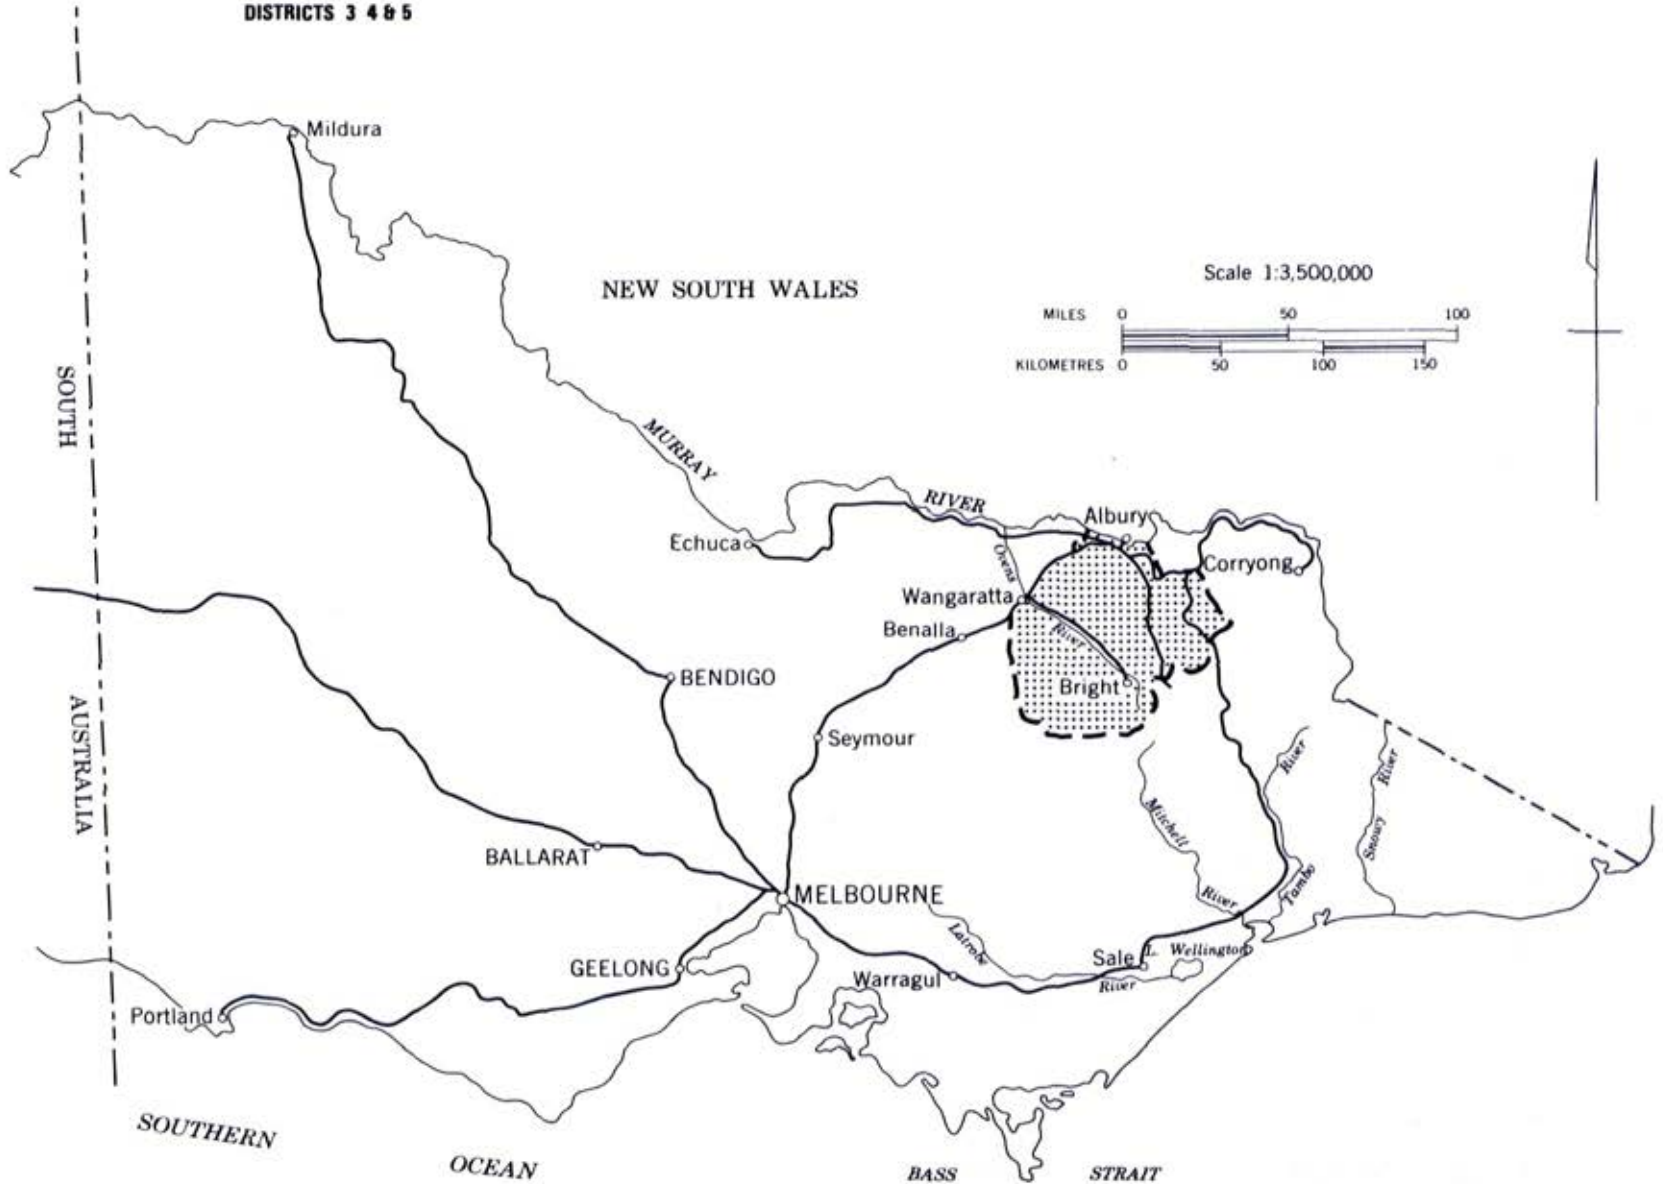 DISTRICTS 3 4 & 5
Mildura
NEW SOUTH WALES
Scale 1:3,500,000
MILES 0 50 100
KILOMETRES 0 50 100 150
SOUTH
AUSTRALIA
MURRAY
RIVER
Echuca
Albury
Corryong
Ovens
River
Wangaratta
Benalla
Bright
BENDIGO
Seymour
Mitchell
River
River
Tambo
Snowy
River
BALLARAT
MELBOURNE
GEELONG
Latrobe
River
Warragul
Sale
L. Wellington
Portland
SOUTHERN
OCEAN
BASS STRAIT